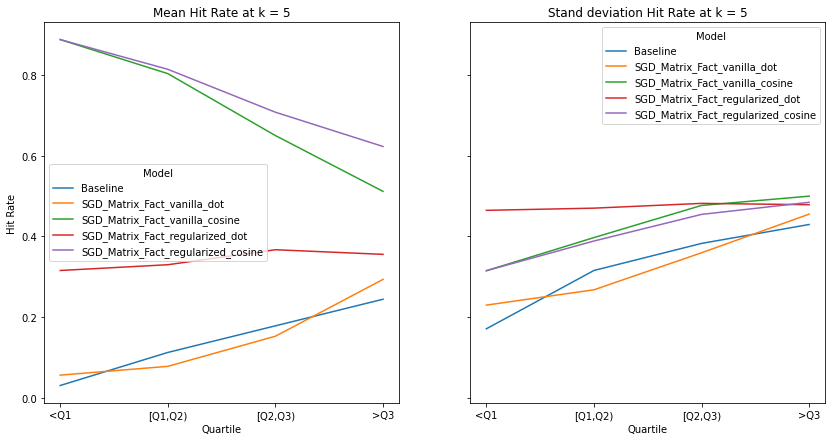 Mean Hit Rate at k = 5
Hit Rate
0.8
0.6
0.4
0.2
0.0
Model
Baseline
SGD_Matrix_Fact_vanilla_dot
SGD_Matrix_Fact_vanilla_cosine
SGD_Matrix_Fact_regularized_dot
SGD_Matrix_Fact_regularized_cosine
<Q1
[Q1,Q2)
[Q2,Q3)
>Q3
Quartile
Stand deviation Hit Rate at k = 5
Model
Baseline
SGD_Matrix_Fact_vanilla_dot
SGD_Matrix_Fact_vanilla_cosine
SGD_Matrix_Fact_regularized_dot
SGD_Matrix_Fact_regularized_cosine
<Q1
[Q1,Q2)
[Q2,Q3)
>Q3
Quartile